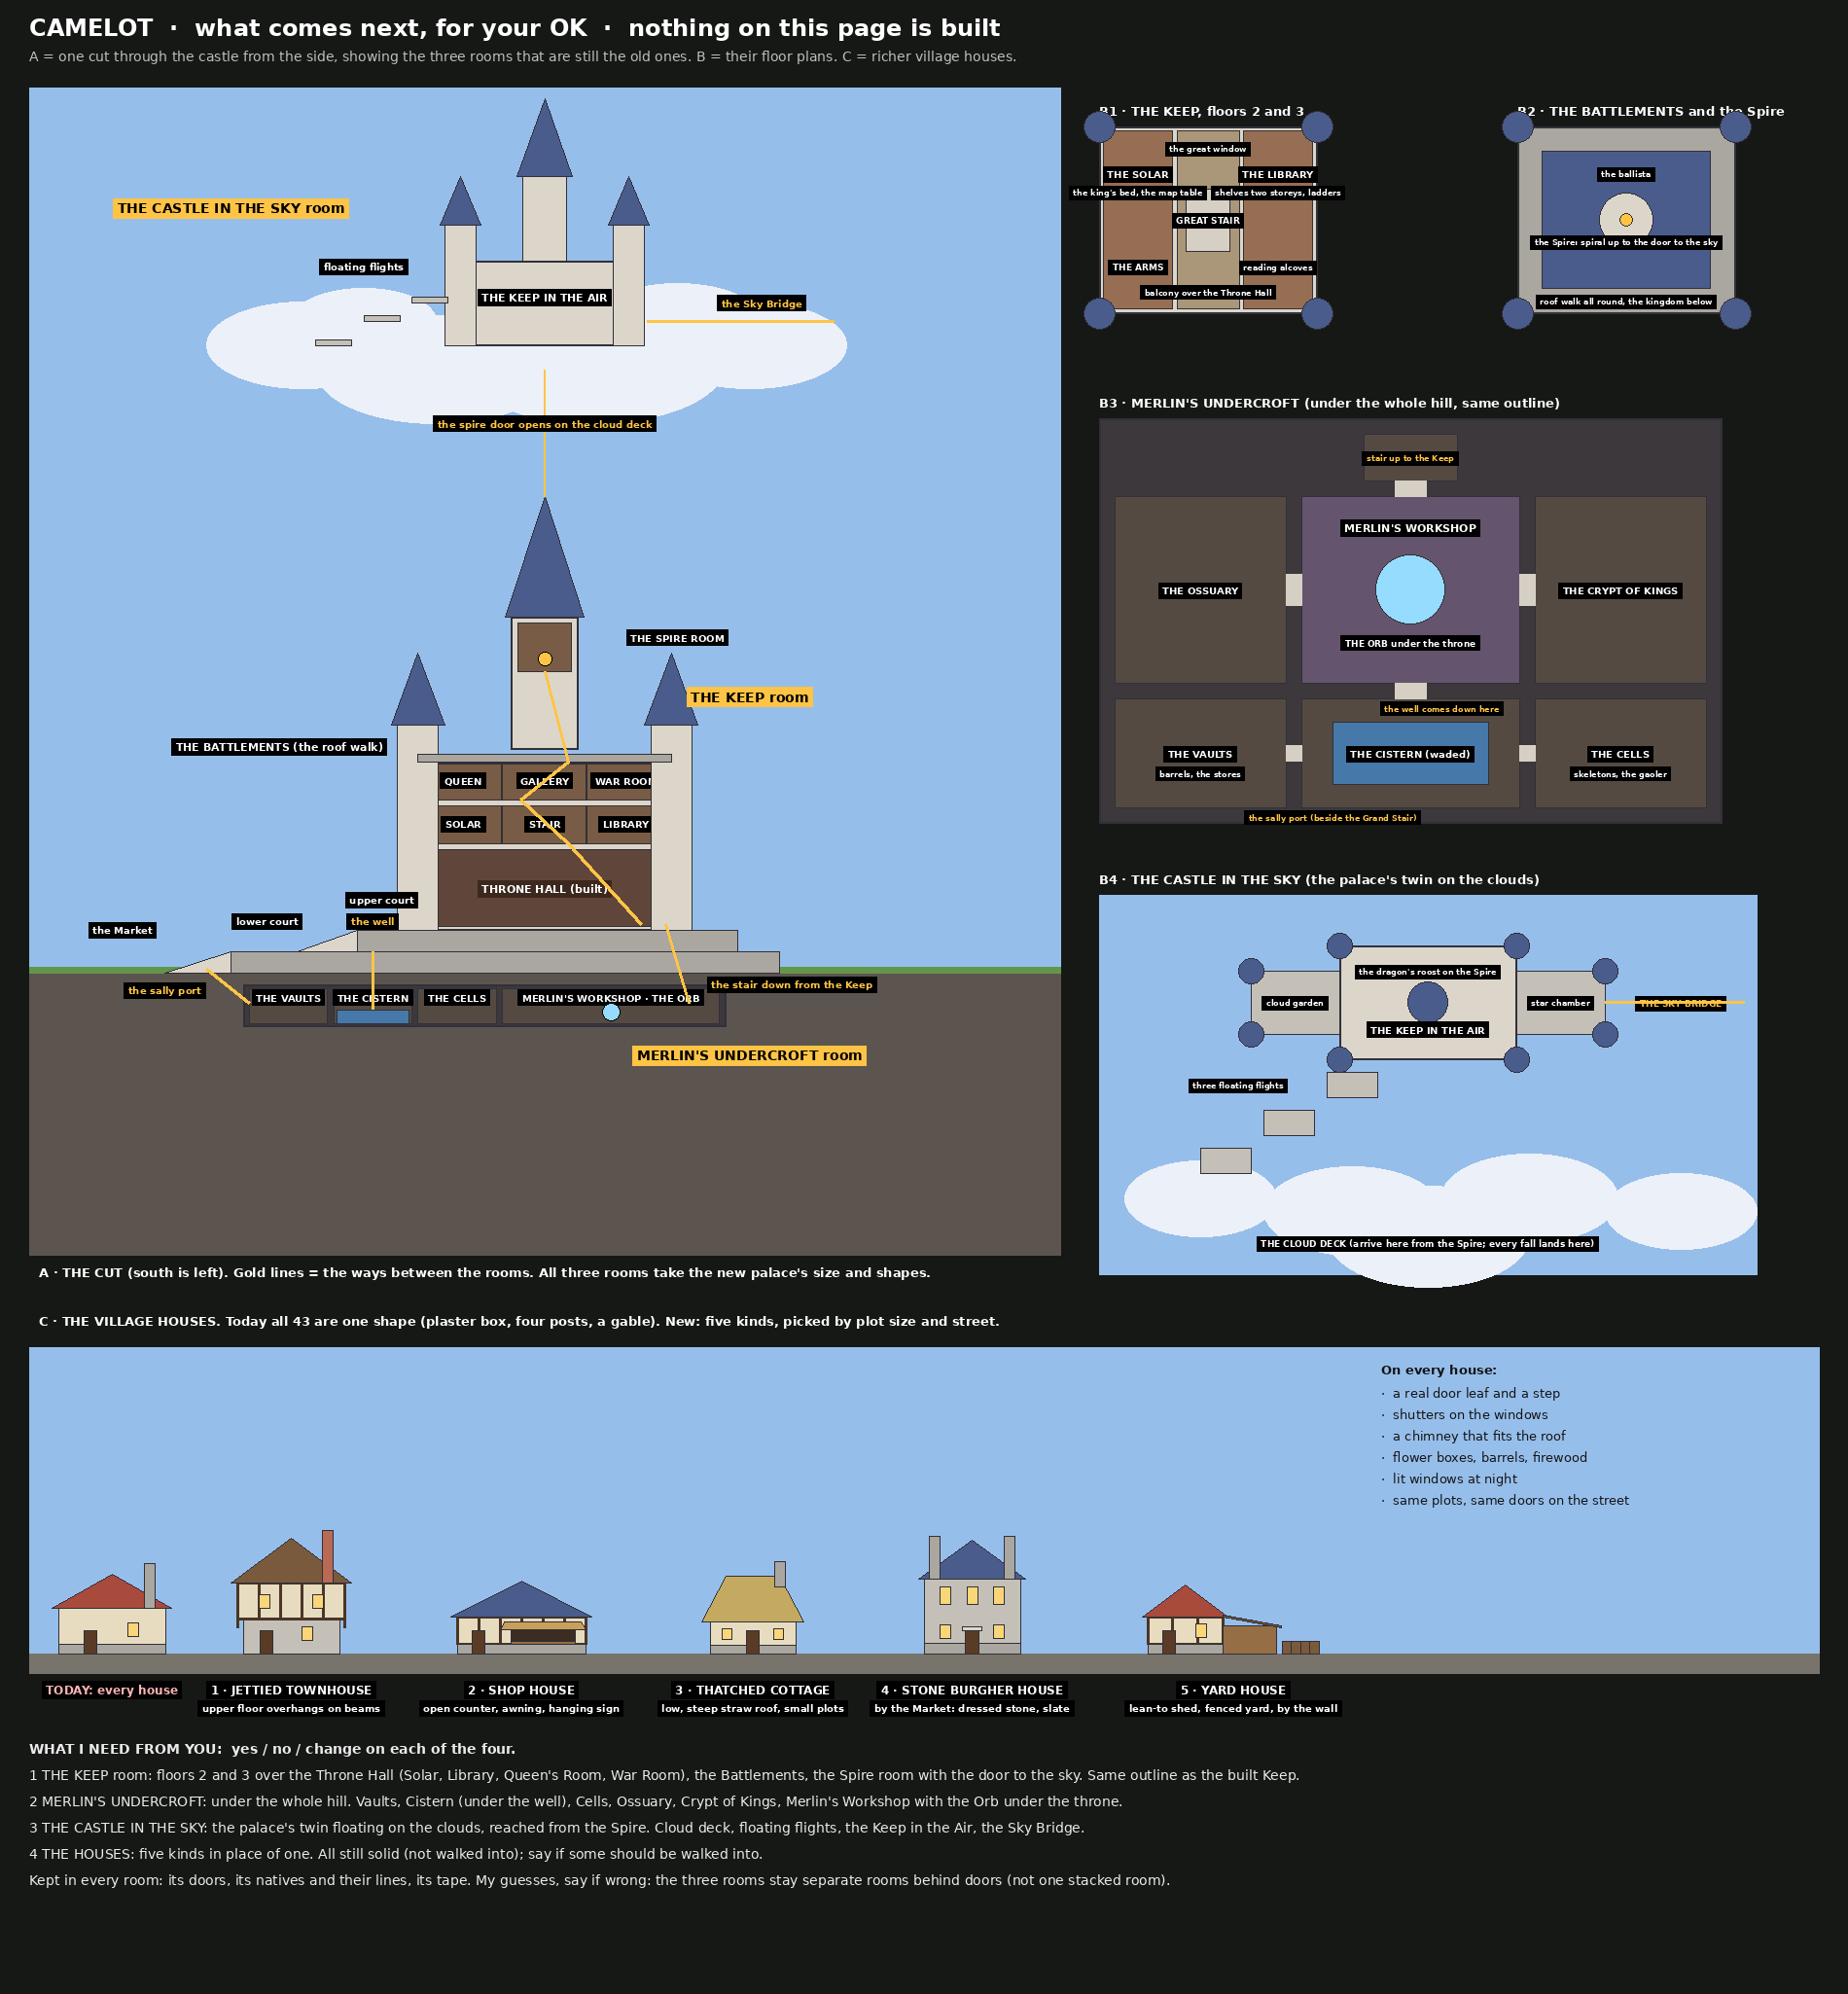 CAMELOT · what comes next, for your OK · nothing on this page is built
A = one cut through the castle from the side, showing the three rooms that are still the old ones. B = their floor plans. C = richer village houses.
THE CASTLE IN THE SKY room
floating flights
THE KEEP IN THE AIR
the Sky Bridge
the spire door opens on the cloud deck
THE SPIRE ROOM
THE KEEP room
THE BATTLEMENTS (the roof walk)
QUEEN
GALLERY
WAR ROOM
SOLAR
STAIR
LIBRARY
THRONE HALL (built)
upper court
the Market
lower court
the well
the sally port
THE VAULTS
THE CISTERN
THE CELLS
MERLIN'S WORKSHOP · THE ORB
the stair down from the Keep
MERLIN'S UNDERCROFT room
A · THE CUT (south is left). Gold lines = the ways between the rooms. All three rooms take the new palace's size and shapes.
B1 · THE KEEP, floors 2 and 3
the great window
THE SOLAR
THE LIBRARY
the king's bed, the map table
shelves two storeys, ladders
GREAT STAIR
THE ARMS
reading alcoves
balcony over the Throne Hall
B2 · THE BATTLEMENTS and the Spire
the ballista
the Spire: spiral up to the door to the sky
roof walk all round, the kingdom below
B3 · MERLIN'S UNDERCROFT (under the whole hill, same outline)
stair up to the Keep
MERLIN'S WORKSHOP
THE OSSUARY
THE CRYPT OF KINGS
THE ORB under the throne
the well comes down here
THE VAULTS
barrels, the stores
THE CISTERN (waded)
THE CELLS
skeletons, the gaoler
the sally port (beside the Grand Stair)
B4 · THE CASTLE IN THE SKY (the palace's twin on the clouds)
the dragon's roost on the Spire
cloud garden
star chamber
THE SKY BRIDGE
THE KEEP IN THE AIR
three floating flights
THE CLOUD DECK (arrive here from the Spire; every fall lands here)
C · THE VILLAGE HOUSES. Today all 43 are one shape (plaster box, four posts, a gable). New: five kinds, picked by plot size and street.
On every house:
· a real door leaf and a step
· shutters on the windows
· a chimney that fits the roof
· flower boxes, barrels, firewood
· lit windows at night
· same plots, same doors on the street
TODAY: every house
1 · JETTIED TOWNHOUSE
upper floor overhangs on beams
2 · SHOP HOUSE
open counter, awning, hanging sign
3 · THATCHED COTTAGE
low, steep straw roof, small plots
4 · STONE BURGHER HOUSE
by the Market: dressed stone, slate
5 · YARD HOUSE
lean-to shed, fenced yard, by the wall
WHAT I NEED FROM YOU: yes / no / change on each of the four.
1 THE KEEP room: floors 2 and 3 over the Throne Hall (Solar, Library, Queen's Room, War Room), the Battlements, the Spire room with the door to the sky. Same outline as the built Keep.
2 MERLIN'S UNDERCROFT: under the whole hill. Vaults, Cistern (under the well), Cells, Ossuary, Crypt of Kings, Merlin's Workshop with the Orb under the throne.
3 THE CASTLE IN THE SKY: the palace's twin floating on the clouds, reached from the Spire. Cloud deck, floating flights, the Keep in the Air, the Sky Bridge.
4 THE HOUSES: five kinds in place of one. All still solid (not walked into); say if some should be walked into.
Kept in every room: its doors, its natives and their lines, its tape. My guesses, say if wrong: the three rooms stay separate rooms behind doors (not one stacked room).